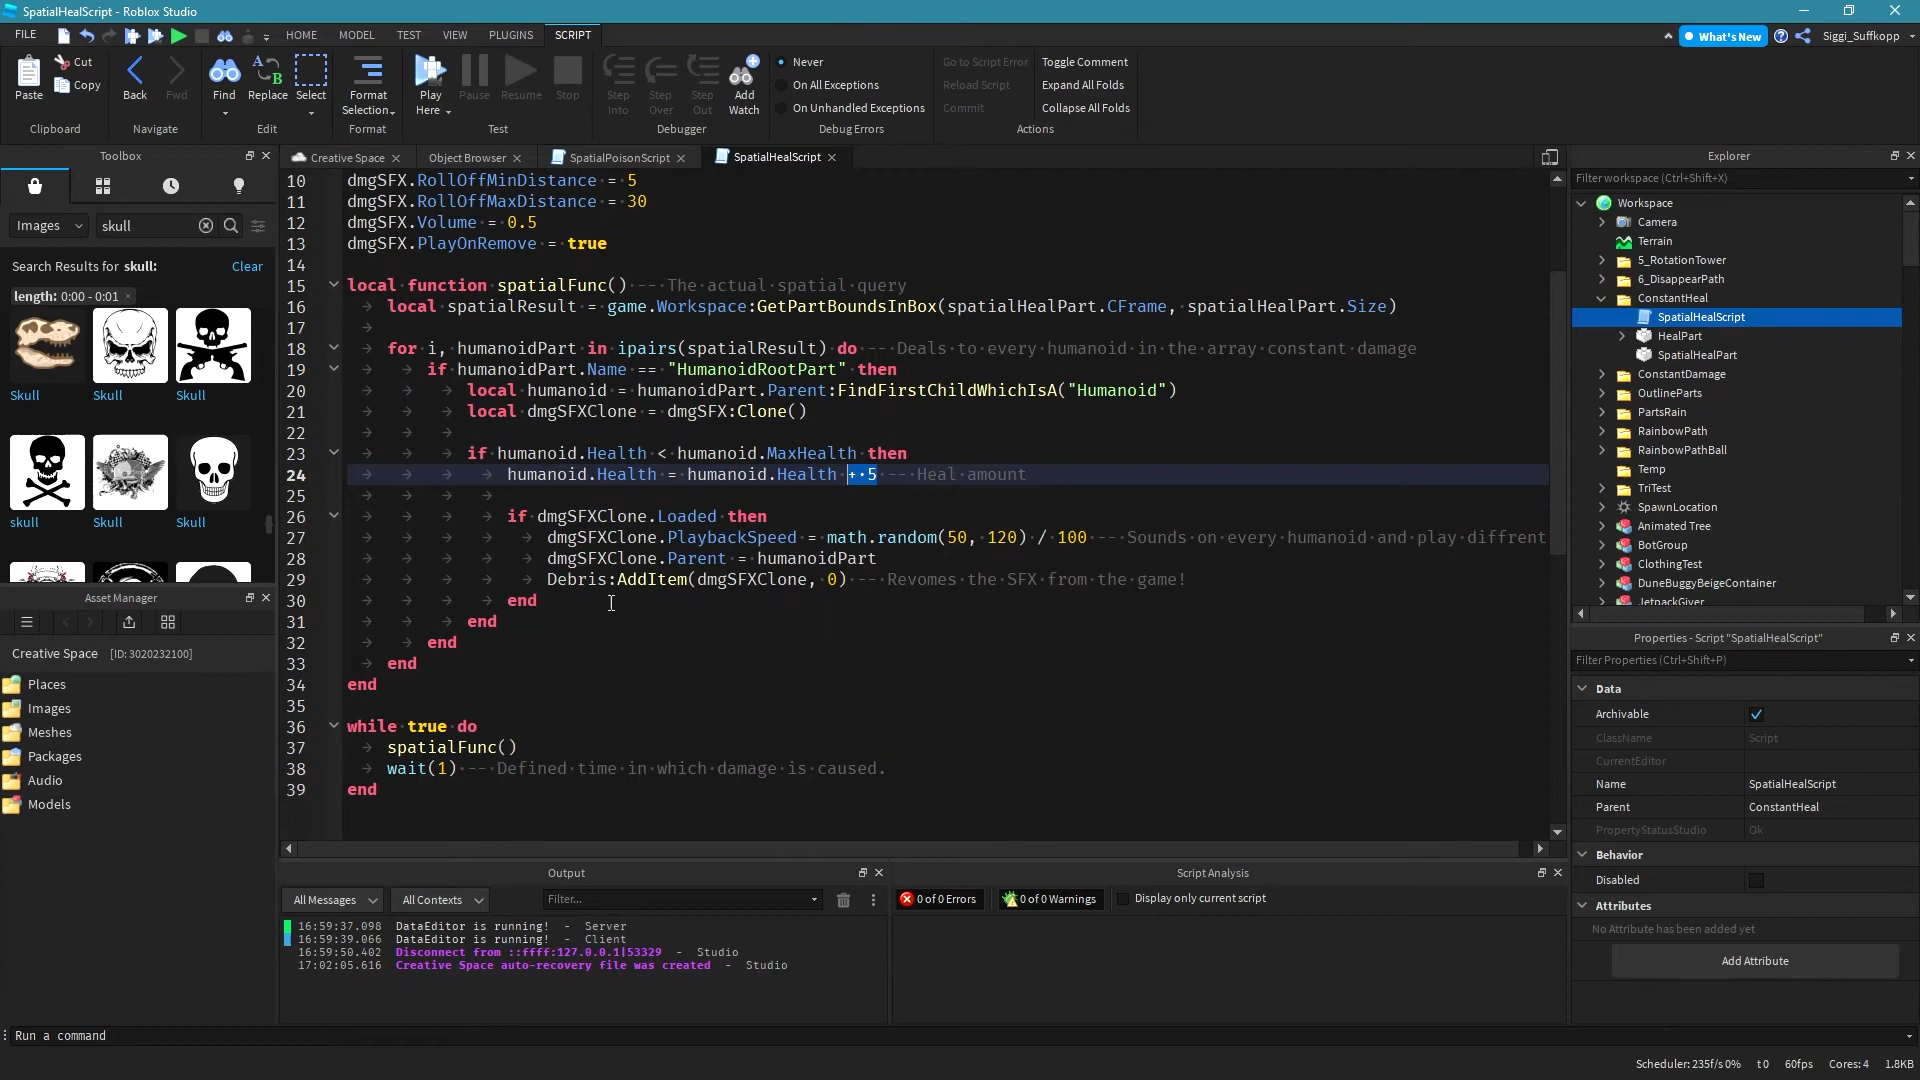 SpatialHealScript - Roblox Studio
FILE
HOME
MODEL
TEST
VIEW
PLUGINS
SCRIPT
What's New
Siggi_Suffkopp
Paste
Cut
Copy
Clipboard
Back
Fwd
Navigate
Find
Replace
Select
Edit
Format
Selection
Format
Play
Here
Pause
Resume
Stop
Test
Step
Into
Step
Over
Step
Out
Add
Watch
Debugger
Never
On All Exceptions
On Unhandled Exceptions
Debug Errors
Go to Script Error
Reload Script
Commit
Toggle Comment
Expand All Folds
Collapse All Folds
Actions
Toolbox
Images
skull
Search Results for skull:
Clear
length: 0:00 - 0:01
Skull
Skull
Skull
skull
skull
skull
Asset Manager
Creative Space [ID: 3020232100]
Places
Images
Meshes
Packages
Audio
Models
Creative Space
Object Browser
SpatialPoisonScript
SpatialHealScript
10 dmgSFX.RollOffMinDistance = 5
11 dmgSFX.RollOffMaxDistance = 30
12 dmgSFX.Volume = 0.5
13 dmgSFX.PlayOnRemove = true
14
15 local function spatialFunc() -- The actual spatial query
16 local spatialResult = game.Workspace:GetPartBoundsInBox(spatialHealPart.CFrame, spatialHealPart.Size)
17
18 for i, humanoidPart in ipairs(spatialResult) do -- Deals to every humanoid in the array constant damage
19 if humanoidPart.Name == "HumanoidRootPart" then
20 local humanoid = humanoidPart.Parent:FindFirstChildWhichIsA("Humanoid")
21 local dmgSFXClone = dmgSFX:Clone()
22
23 if humanoid.Health < humanoid.MaxHealth then
24 humanoid.Health = humanoid.Health + 5 -- Heal amount
25
26 if dmgSFXClone.Loaded then
27 dmgSFXClone.PlaybackSpeed = math.random(50, 120) / 100 -- Sounds on every humanoid and play diffrent
28 dmgSFXClone.Parent = humanoidPart
29 Debris:AddItem(dmgSFXClone, 0) -- Revomes the SFX from the game!
30 end
31 end
32 end
33 end
34 end
35
36 while true do
37 spatialFunc()
38 wait(1) -- Defined time in which damage is caused.
39 end
Output
All Messages
All Contexts
Filter...
16:59:37.098 DataEditor is running! - Server
16:59:39.066 DataEditor is running! - Client
16:59:50.402 Disconnect from ::ffff:127.0.0.1|53329 - Studio
17:02:05.616 Creative Space auto-recovery file was created - Studio
Script Analysis
0 of 0 Errors
0 of 0 Warnings
Display only current script
Explorer
Filter workspace (Ctrl+Shift+X)
Workspace
Camera
Terrain
5_RotationTower
6_DisappearPath
ConstantHeal
SpatialHealScript
HealPart
SpatialHealPart
ConstantDamage
OutlineParts
PartsRain
RainbowPath
RainbowPathBall
Temp
TriTest
SpawnLocation
Animated Tree
BotGroup
ClothingTest
DuneBuggyBeigeContainer
JetpackGiver
Properties - Script "SpatialHealScript"
Filter Properties (Ctrl+Shift+P)
Data
Archivable
ClassName Script
CurrentEditor
Name SpatialHealScript
Parent ConstantHeal
PropertyStatusStudio Ok
Behavior
Disabled
Attributes
No Attribute has been added yet
Add Attribute
Run a command
Scheduler: 235f/s 0% t 0 60fps Cores: 4 1.8KB